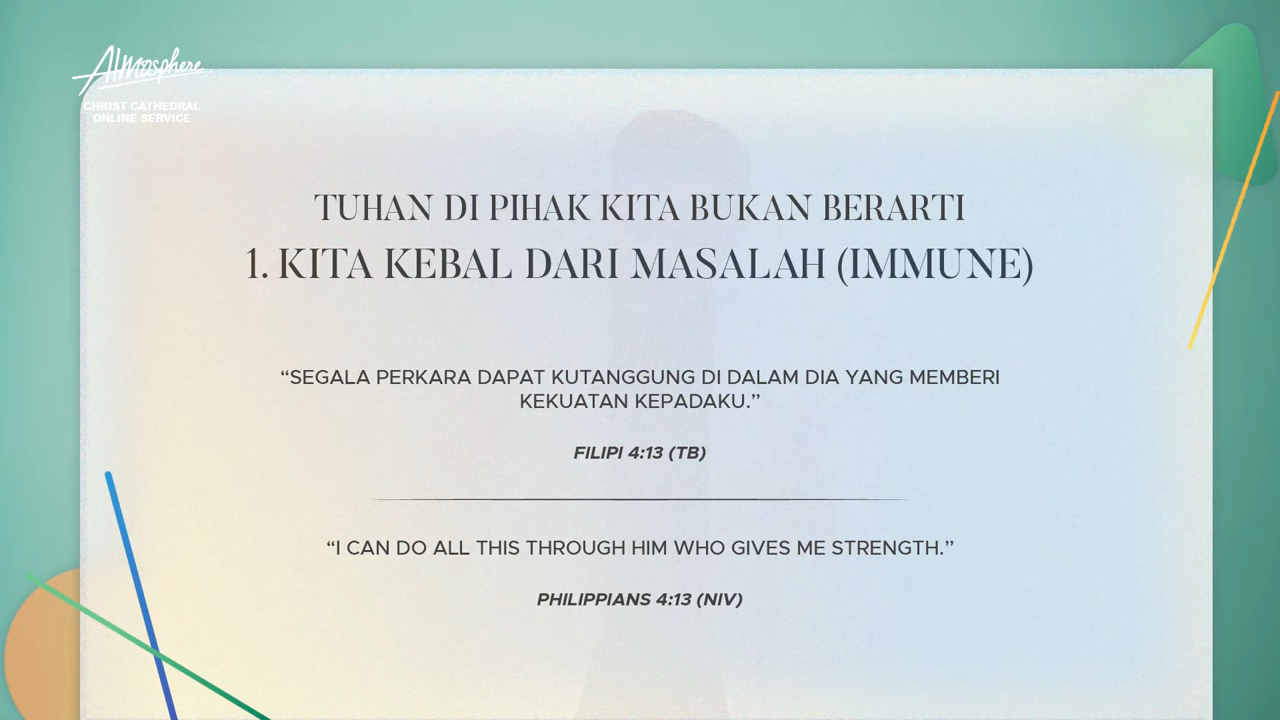 Atmosphere
CHRIST CATHEDRAL
ONLINE SERVICE
TUHAN DI PIHAK KITA BUKAN BERARTI
1. KITA KEBAL DARI MASALAH (IMMUNE)
“SEGALA PERKARA DAPAT KUTANGGUNG DI DALAM DIA YANG MEMBERI
KEKUATAN KEPADAKU.”
FILIPI 4:13 (TB)
“I CAN DO ALL THIS THROUGH HIM WHO GIVES ME STRENGTH.”
PHILIPPIANS 4:13 (NIV)